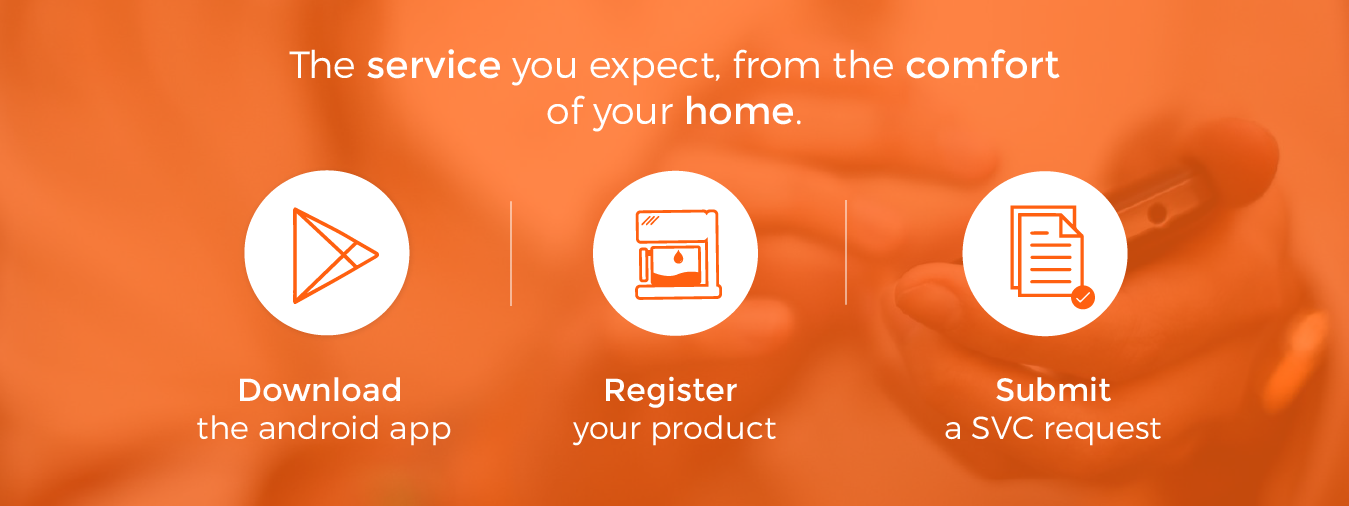 The service you expect, from the comfort
of your home.
Download
the android app
Register
your product
Submit
a SVC request